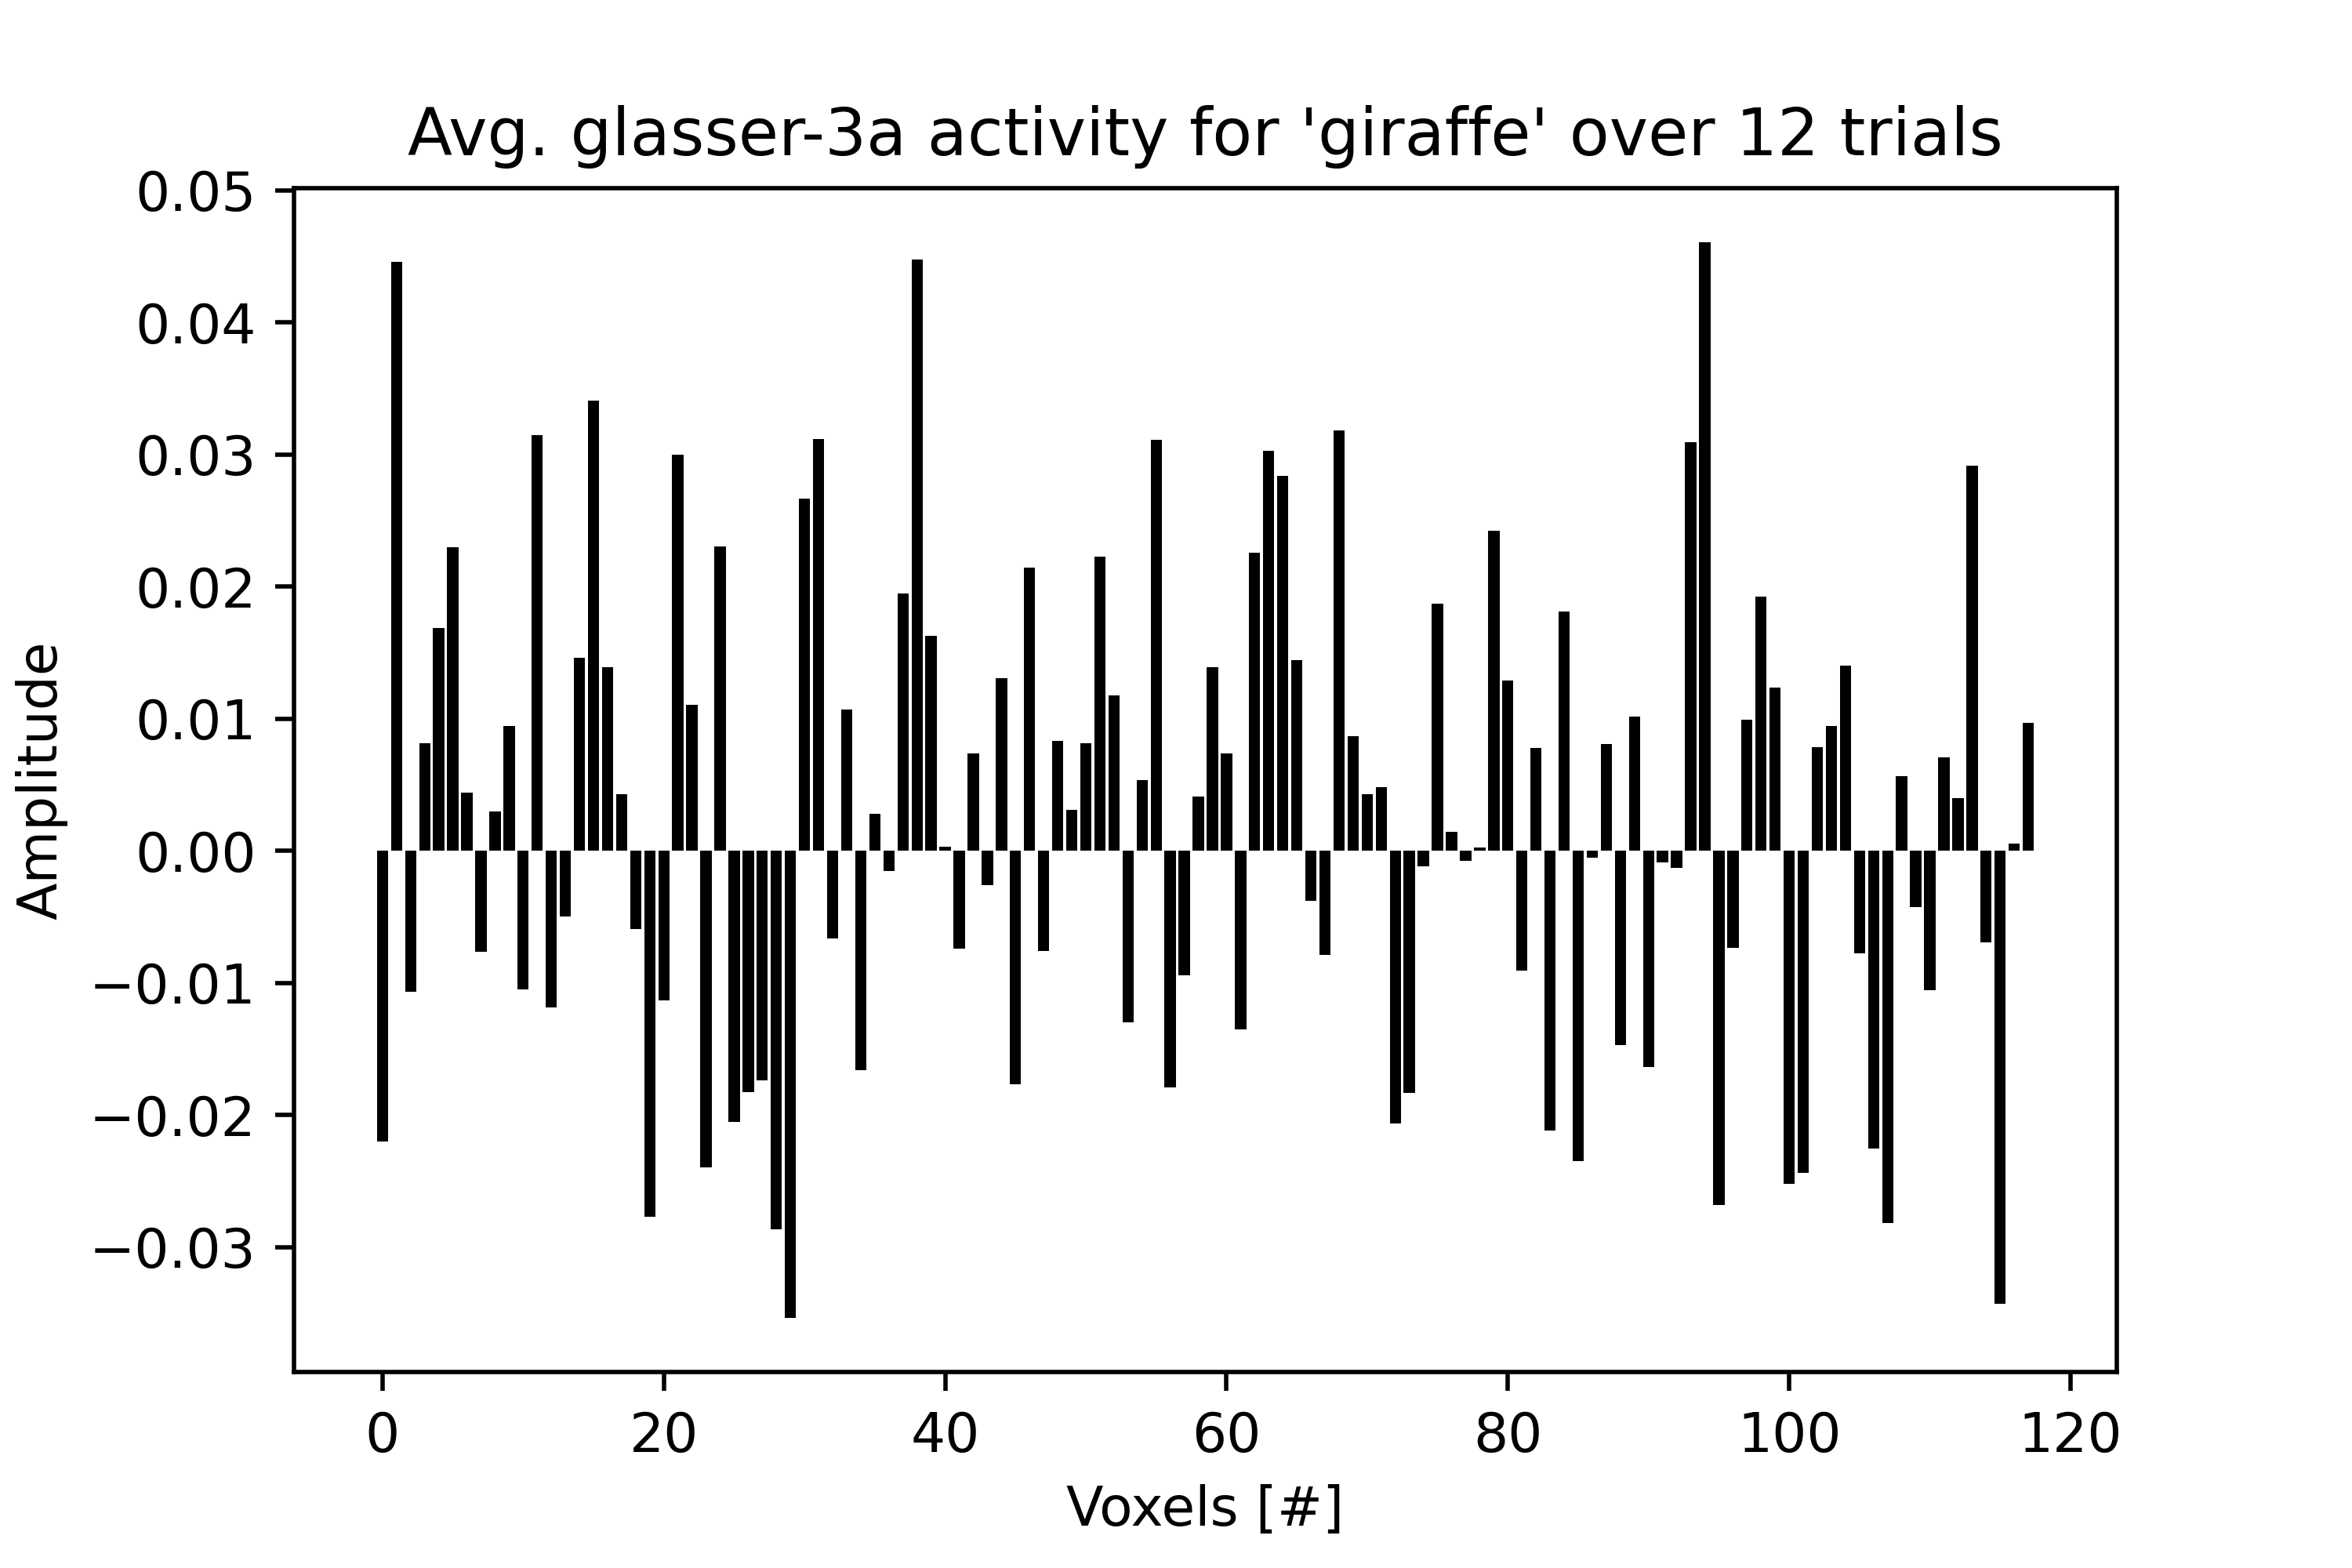 Avg. glasser-3a activity for 'giraffe' over 12 trials
0.05
0.04
0.03
0.02
0.01
0.00
−0.01
−0.02
−0.03
Amplitude
0 20 40 60 80 100 120
Voxels [#]